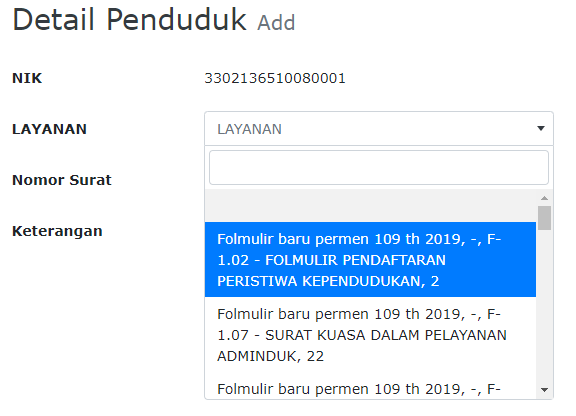 Detail Penduduk Add
NIK 3302136510080001
LAYANAN LAYANAN
Nomor Surat
Keterangan
Folmulir baru permen 109 th 2019, -, F-
1.02 - FOLMULIR PENDAFTARAN
PERISTIWA KEPENDUDUKAN, 2
Folmulir baru permen 109 th 2019, -, F-
1.07 - SURAT KUASA DALAM PELAYANAN
ADMINDUK, 22
Folmulir baru permen 109 th 2019, -, F-